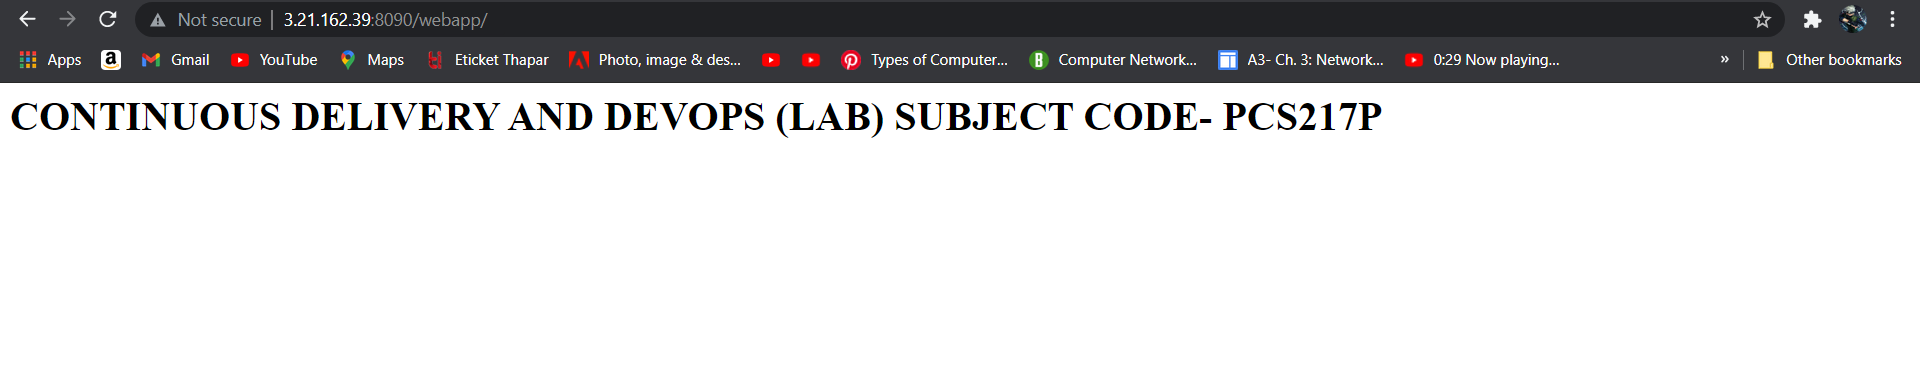 Not secure | 3.21.162.39:8090/webapp/
Apps Gmail YouTube Maps Eticket Thapar Photo, image & des... Types of Computer... Computer Network... A3- Ch. 3: Network... 0:29 Now playing... » Other bookmarks
CONTINUOUS DELIVERY AND DEVOPS (LAB) SUBJECT CODE- PCS217P